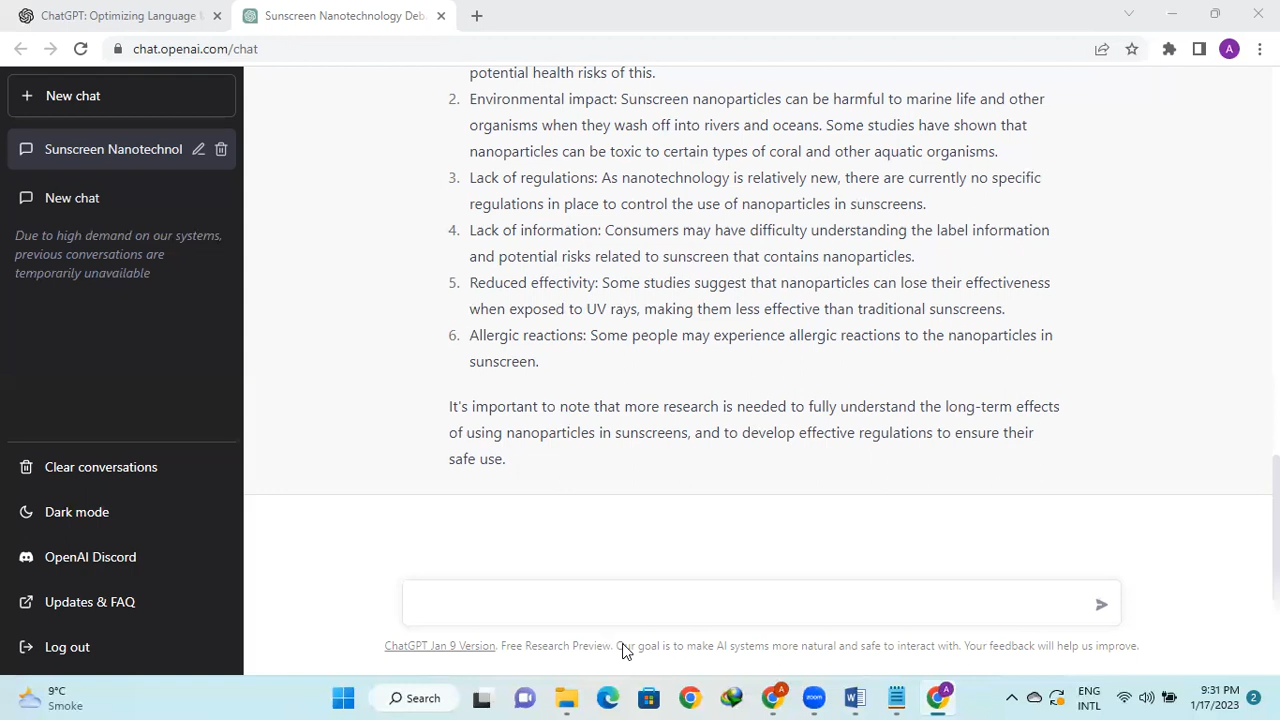 ChatGPT: Optimizing Language
Sunscreen Nanotechnology Deb
chat.openai.com/chat
A
New chat
Sunscreen Nanotechnol
New chat
Due to high demand on our systems,
previous conversations are
temporarily unavailable
Clear conversations
Dark mode
OpenAI Discord
Updates & FAQ
Log out
potential health risks of this.
2. Environmental impact: Sunscreen nanoparticles can be harmful to marine life and other
organisms when they wash off into rivers and oceans. Some studies have shown that
nanoparticles can be toxic to certain types of coral and other aquatic organisms.
3. Lack of regulations: As nanotechnology is relatively new, there are currently no specific
regulations in place to control the use of nanoparticles in sunscreens.
4. Lack of information: Consumers may have difficulty understanding the label information
and potential risks related to sunscreen that contains nanoparticles.
5. Reduced effectivity: Some studies suggest that nanoparticles can lose their effectiveness
when exposed to UV rays, making them less effective than traditional sunscreens.
6. Allergic reactions: Some people may experience allergic reactions to the nanoparticles in
sunscreen.
It's important to note that more research is needed to fully understand the long-term effects
of using nanoparticles in sunscreens, and to develop effective regulations to ensure their
safe use.
ChatGPT Jan 9 Version. Free Research Preview. Our goal is to make AI systems more natural and safe to interact with. Your feedback will help us improve.
9°C
Smoke
Search
zoom
A
A
ENG
INTL
9:31 PM
1/17/2023
2